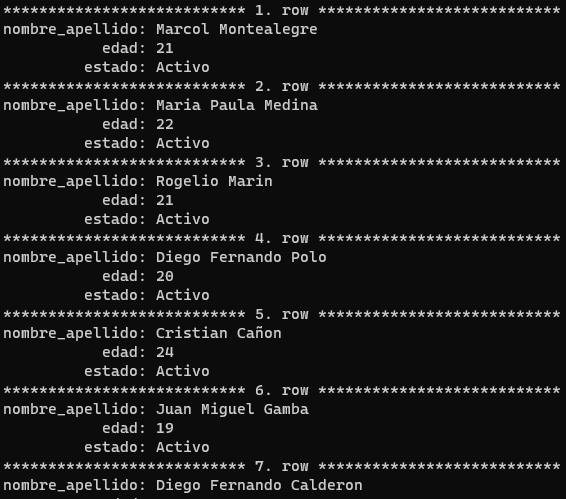 *************************** 1. row ***************************
nombre_apellido: Marcol Montealegre
edad: 21
estado: Activo
*************************** 2. row ***************************
nombre_apellido: Maria Paula Medina
edad: 22
estado: Activo
*************************** 3. row ***************************
nombre_apellido: Rogelio Marin
edad: 21
estado: Activo
*************************** 4. row ***************************
nombre_apellido: Diego Fernando Polo
edad: 20
estado: Activo
*************************** 5. row ***************************
nombre_apellido: Cristian Cañon
edad: 24
estado: Activo
*************************** 6. row ***************************
nombre_apellido: Juan Miguel Gamba
edad: 19
estado: Activo
*************************** 7. row ***************************
nombre_apellido: Diego Fernando Calderon